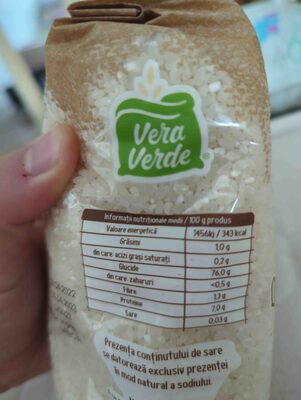 Vera
Verde®
Informații nutriționale medii / 100 g produs
Valoare energetică 1456kj / 343 kcal
Grăsimi 1,0 g
din care acizi grași saturați 0,2 g
Glucide 76,0 g
din care zaharuri <0,5 g
Fibre 1,3 g
Proteine 7,0 g
Sare 0,03 g
Prezența conținutului de sare
se datorează exclusiv prezenței
în mod natural a sodiului.